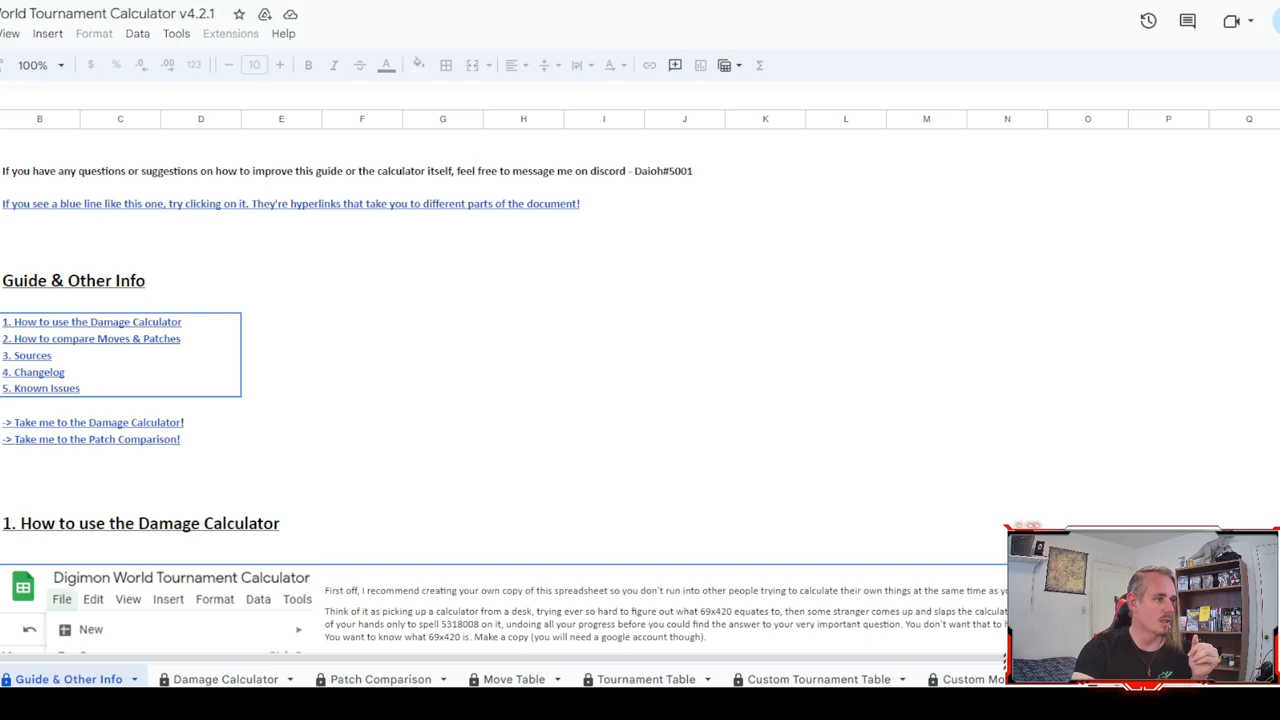 World Tournament Calculator v4.2.1
View Insert Format Data Tools Extensions Help
100% $ % .0 .00 123 10 B I A Σ
B C D E F G H I J K L M N O P Q
If you have any questions or suggestions on how to improve this guide or the calculator itself, feel free to message me on discord - Daioh#5001
If you see a blue line like this one, try clicking on it. They're hyperlinks that take you to different parts of the document!
Guide & Other Info
1. How to use the Damage Calculator
2. How to compare Moves & Patches
3. Sources
4. Changelog
5. Known Issues
-> Take me to the Damage Calculator!
-> Take me to the Patch Comparison!
1. How to use the Damage Calculator
Digimon World Tournament Calculator
File Edit View Insert Format Data Tools
New
First off, I recommend creating your own copy of this spreadsheet so you don't run into other people trying to calculate their own things at the same time as
Think of it as picking up a calculator from a desk, trying ever so hard to figure out what 69x420 equates to, then some stranger comes up and slaps the
of your hands only to spell 5318008 on it, undoing all your progress before you could find the answer to your very important question. You don't want that to
You want to know what 69x420 is. Make a copy (you will need a google account though).
Guide & Other Info Damage Calculator Patch Comparison Move Table Tournament Table Custom Tournament Table Custom